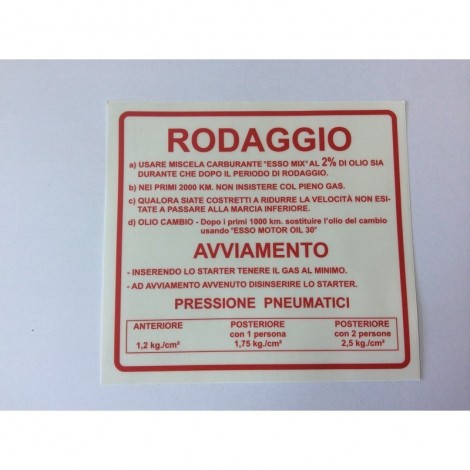 RODAGGIO
a) USARE MISCELA CARBURANTE "ESSO MIX" AL 2% DI OLIO SIA
DURANTE CHE DOPO IL PERIODO DI RODAGGIO.
b) NEI PRIMI 2000 KM. NON INSISTERE COL PIENO GAS.
c) QUALORA SIATE COSTRETTI A RIDURRE LA VELOCITÀ NON ESI-
TATE A PASSARE ALLA MARCIA INFERIORE.
d) OLIO CAMBIO - Dopo i primi 1000 km. sostituire l'olio del cambio
usando "ESSO MOTOR OIL 30"
AVVIAMENTO
- INSERENDO LO STARTER TENERE IL GAS AL MINIMO.
- AD AVVIAMENTO AVVENUTO DISINSERIRE LO STARTER.
PRESSIONE PNEUMATICI
ANTERIORE POSTERIORE POSTERIORE
con 1 persona con 2 persone
1,2 kg./cm² 1,75 kg./cm² 2,5 kg./cm²